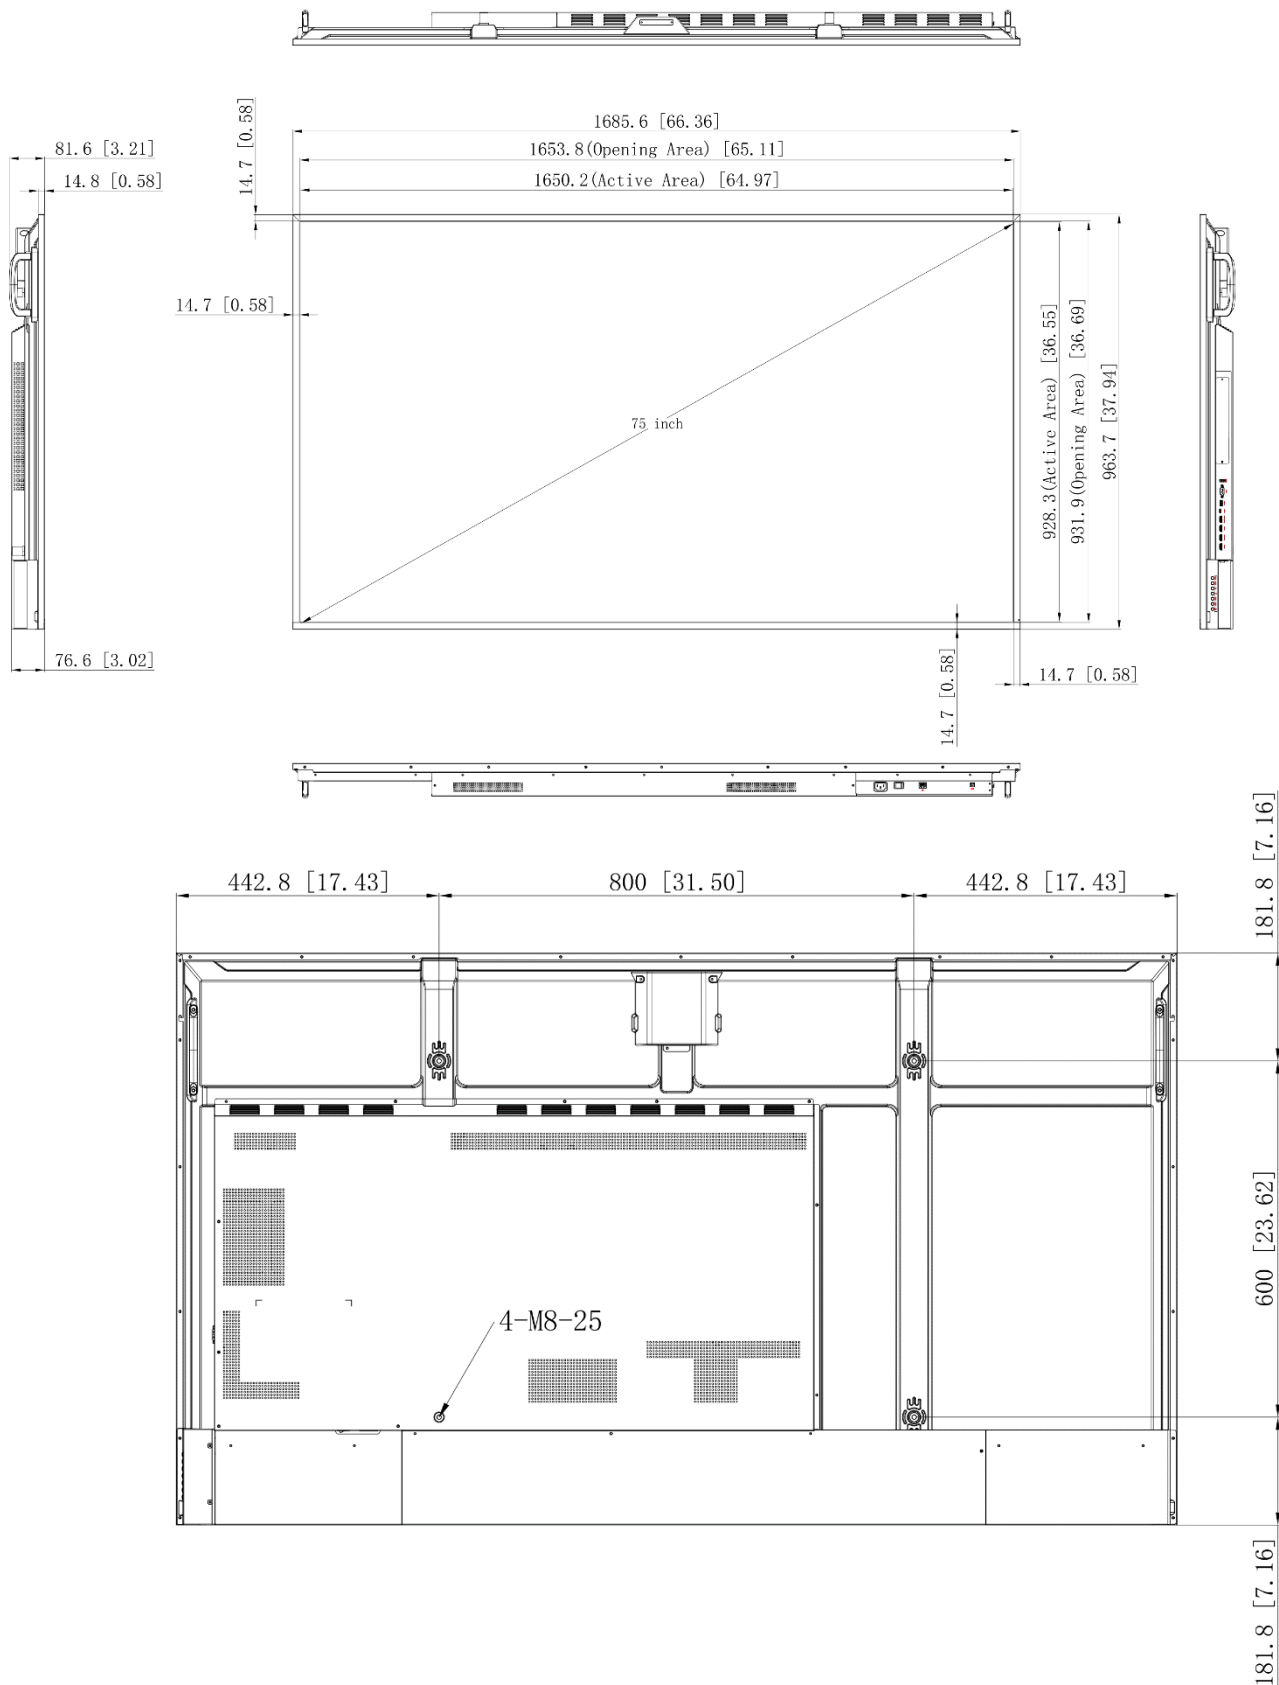 1685.6 [66.36]
1653.8(Opening Area) [65.11]
1650.2(Active Area) [64.97]
14.7 [0.58]
81.6 [3.21]
14.8 [0.58]
14.7 [0.58]
75 inch
928.3(Active Area) [36.55]
931.9(Opening Area) [36.69]
963.7 [37.94]
76.6 [3.02]
14.7 [0.58]
14.7 [0.58]
442.8 [17.43]
800 [31.50]
442.8 [17.43]
181.8 [7.16]
600 [23.62]
4-M8-25
181.8 [7.16]